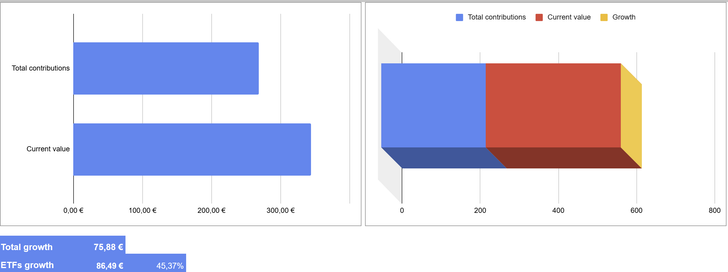 Total contributions
Current value
0,00 € 100,00 € 200,00 € 300,00 €
Total contributions Current value Growth
0 200 400 600 800
Total growth 75,88 €
ETFs growth 86,49 € 45,37%